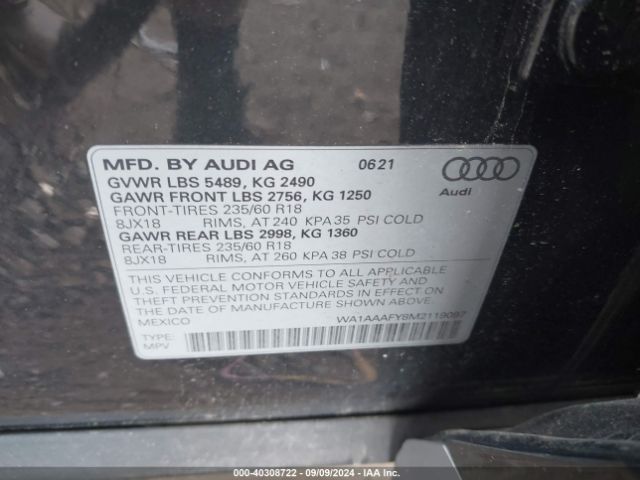 MFD. BY AUDI AG 0621
GVWR LBS 5489, KG 2490
GAWR FRONT LBS 2756, KG 1250
FRONT-TIRES 235/60 R18
8JX18 RIMS, AT 240 KPA 35 PSI COLD
GAWR REAR LBS 2998, KG 1360
REAR-TIRES 235/60 R18
8JX18 RIMS, AT 260 KPA 38 PSI COLD
Audi
THIS VEHICLE CONFORMS TO ALL APPLICABLE
U.S. FEDERAL MOTOR VEHICLE SAFETY, BUMPER AND
THEFT PREVENTION STANDARDS IN EFFECT ON
THE DATE OF MANUFACTURE SHOWN ABOVE.
MEXICO WA1AAAFY8M2119097
TYPE:
MPV
000-40308722 - 09/09/2024 - IAA Inc.